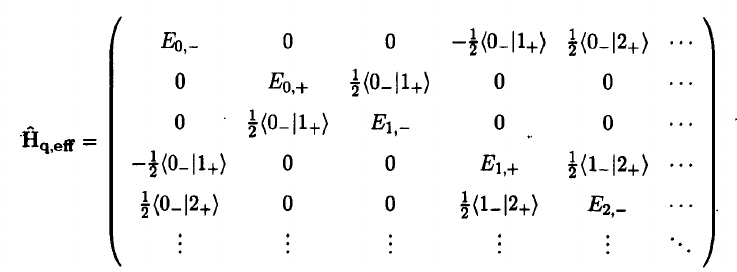 E₀,₋ 0 0 -½⟨0₋|1₊⟩ ½⟨0₋|2₊⟩ ⋯
0 E₀,₊ ½⟨0₋|1₊⟩ 0 0 ⋯
Ĥq,eff = 0 ½⟨0₋|1₊⟩ E₁,₋ 0 0 ⋯
-½⟨0₋|1₊⟩ 0 0 E₁,₊ ½⟨1₋|2₊⟩ ⋯
½⟨0₋|2₊⟩ 0 0 ½⟨1₋|2₊⟩ E₂,₋ ⋯
⋮ ⋮ ⋮ ⋮ ⋮ ⋱